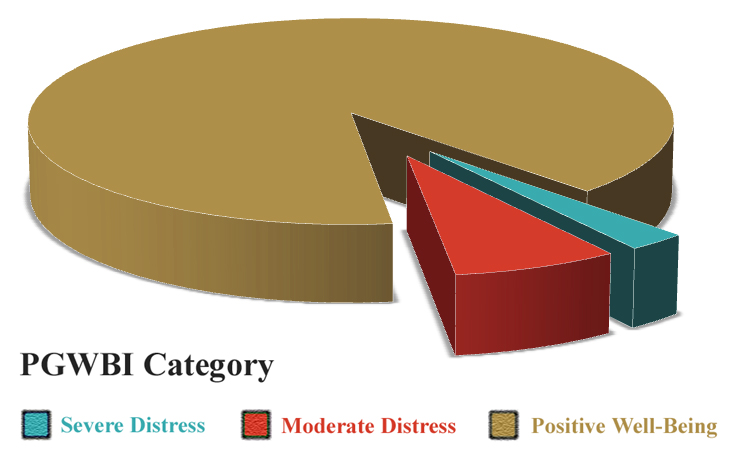 PGWBI Category
Severe Distress Moderate Distress Positive Well-Being